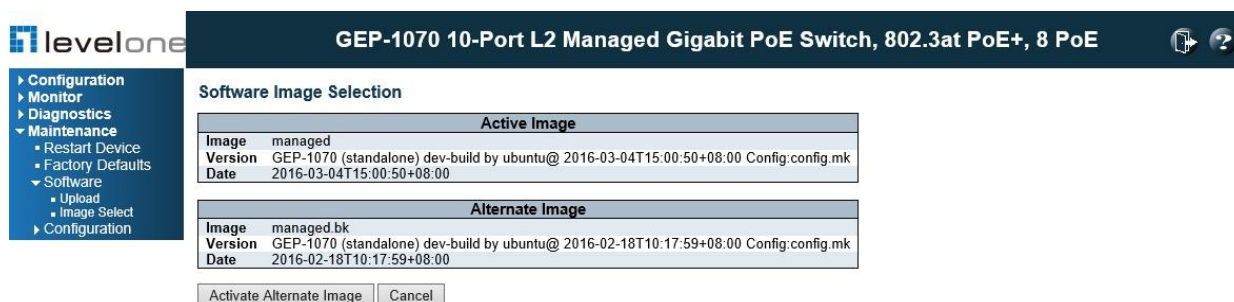 levelone
GEP-1070 10-Port L2 Managed Gigabit PoE Switch, 802.3at PoE+, 8 PoE
?
Configuration
Monitor
Diagnostics
Maintenance
Restart Device
Factory Defaults
Software
Upload
Image Select
Configuration
Software Image Selection
Active Image
Image managed
Version GEP-1070 (standalone) dev-build by ubuntu@ 2016-03-04T15:00:50+08:00 Config:config.mk
Date 2016-03-04T15:00:50+08:00
Alternate Image
Image managed.bk
Version GEP-1070 (standalone) dev-build by ubuntu@ 2016-02-18T10:17:59+08:00 Config:config.mk
Date 2016-02-18T10:17:59+08:00
Activate Alternate Image Cancel